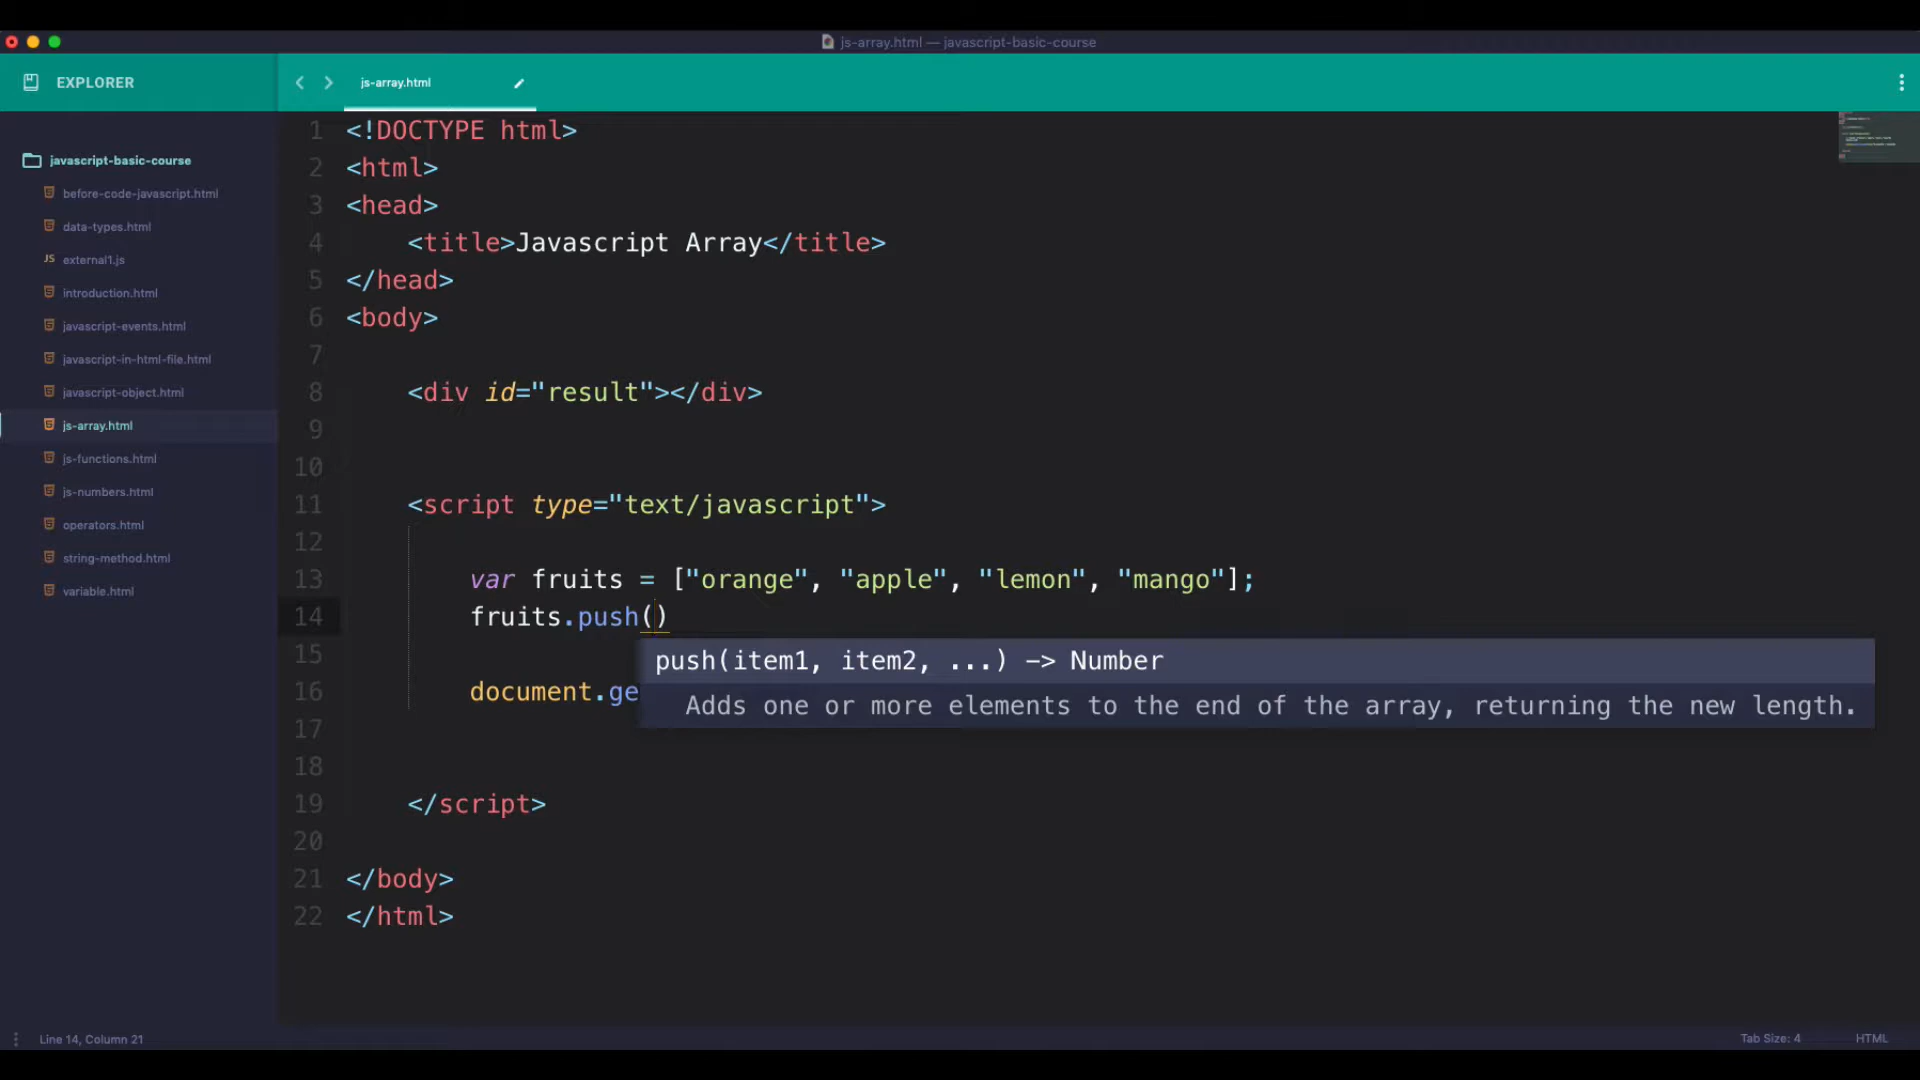 js-array.html — javascript-basic-course
EXPLORER
js-array.html
javascript-basic-course
before-code-javascript.html
data-types.html
JS external1.js
introduction.html
javascript-events.html
javascript-in-html-file.html
javascript-object.html
js-array.html
js-functions.html
js-numbers.html
operators.html
string-method.html
variable.html
1 <!DOCTYPE html>
2 <html>
3 <head>
4 <title>Javascript Array</title>
5 </head>
6 <body>
7
8 <div id="result"></div>
9
10
11 <script type="text/javascript">
12
13 var fruits = ["orange", "apple", "lemon", "mango"];
14 fruits.push()
15 push(item1, item2, ...) -> Number
16 document.ge Adds one or more elements to the end of the array, returning the new length.
17
18
19 </script>
20
21 </body>
22 </html>
Line 14, Column 21
Tab Size: 4
HTML